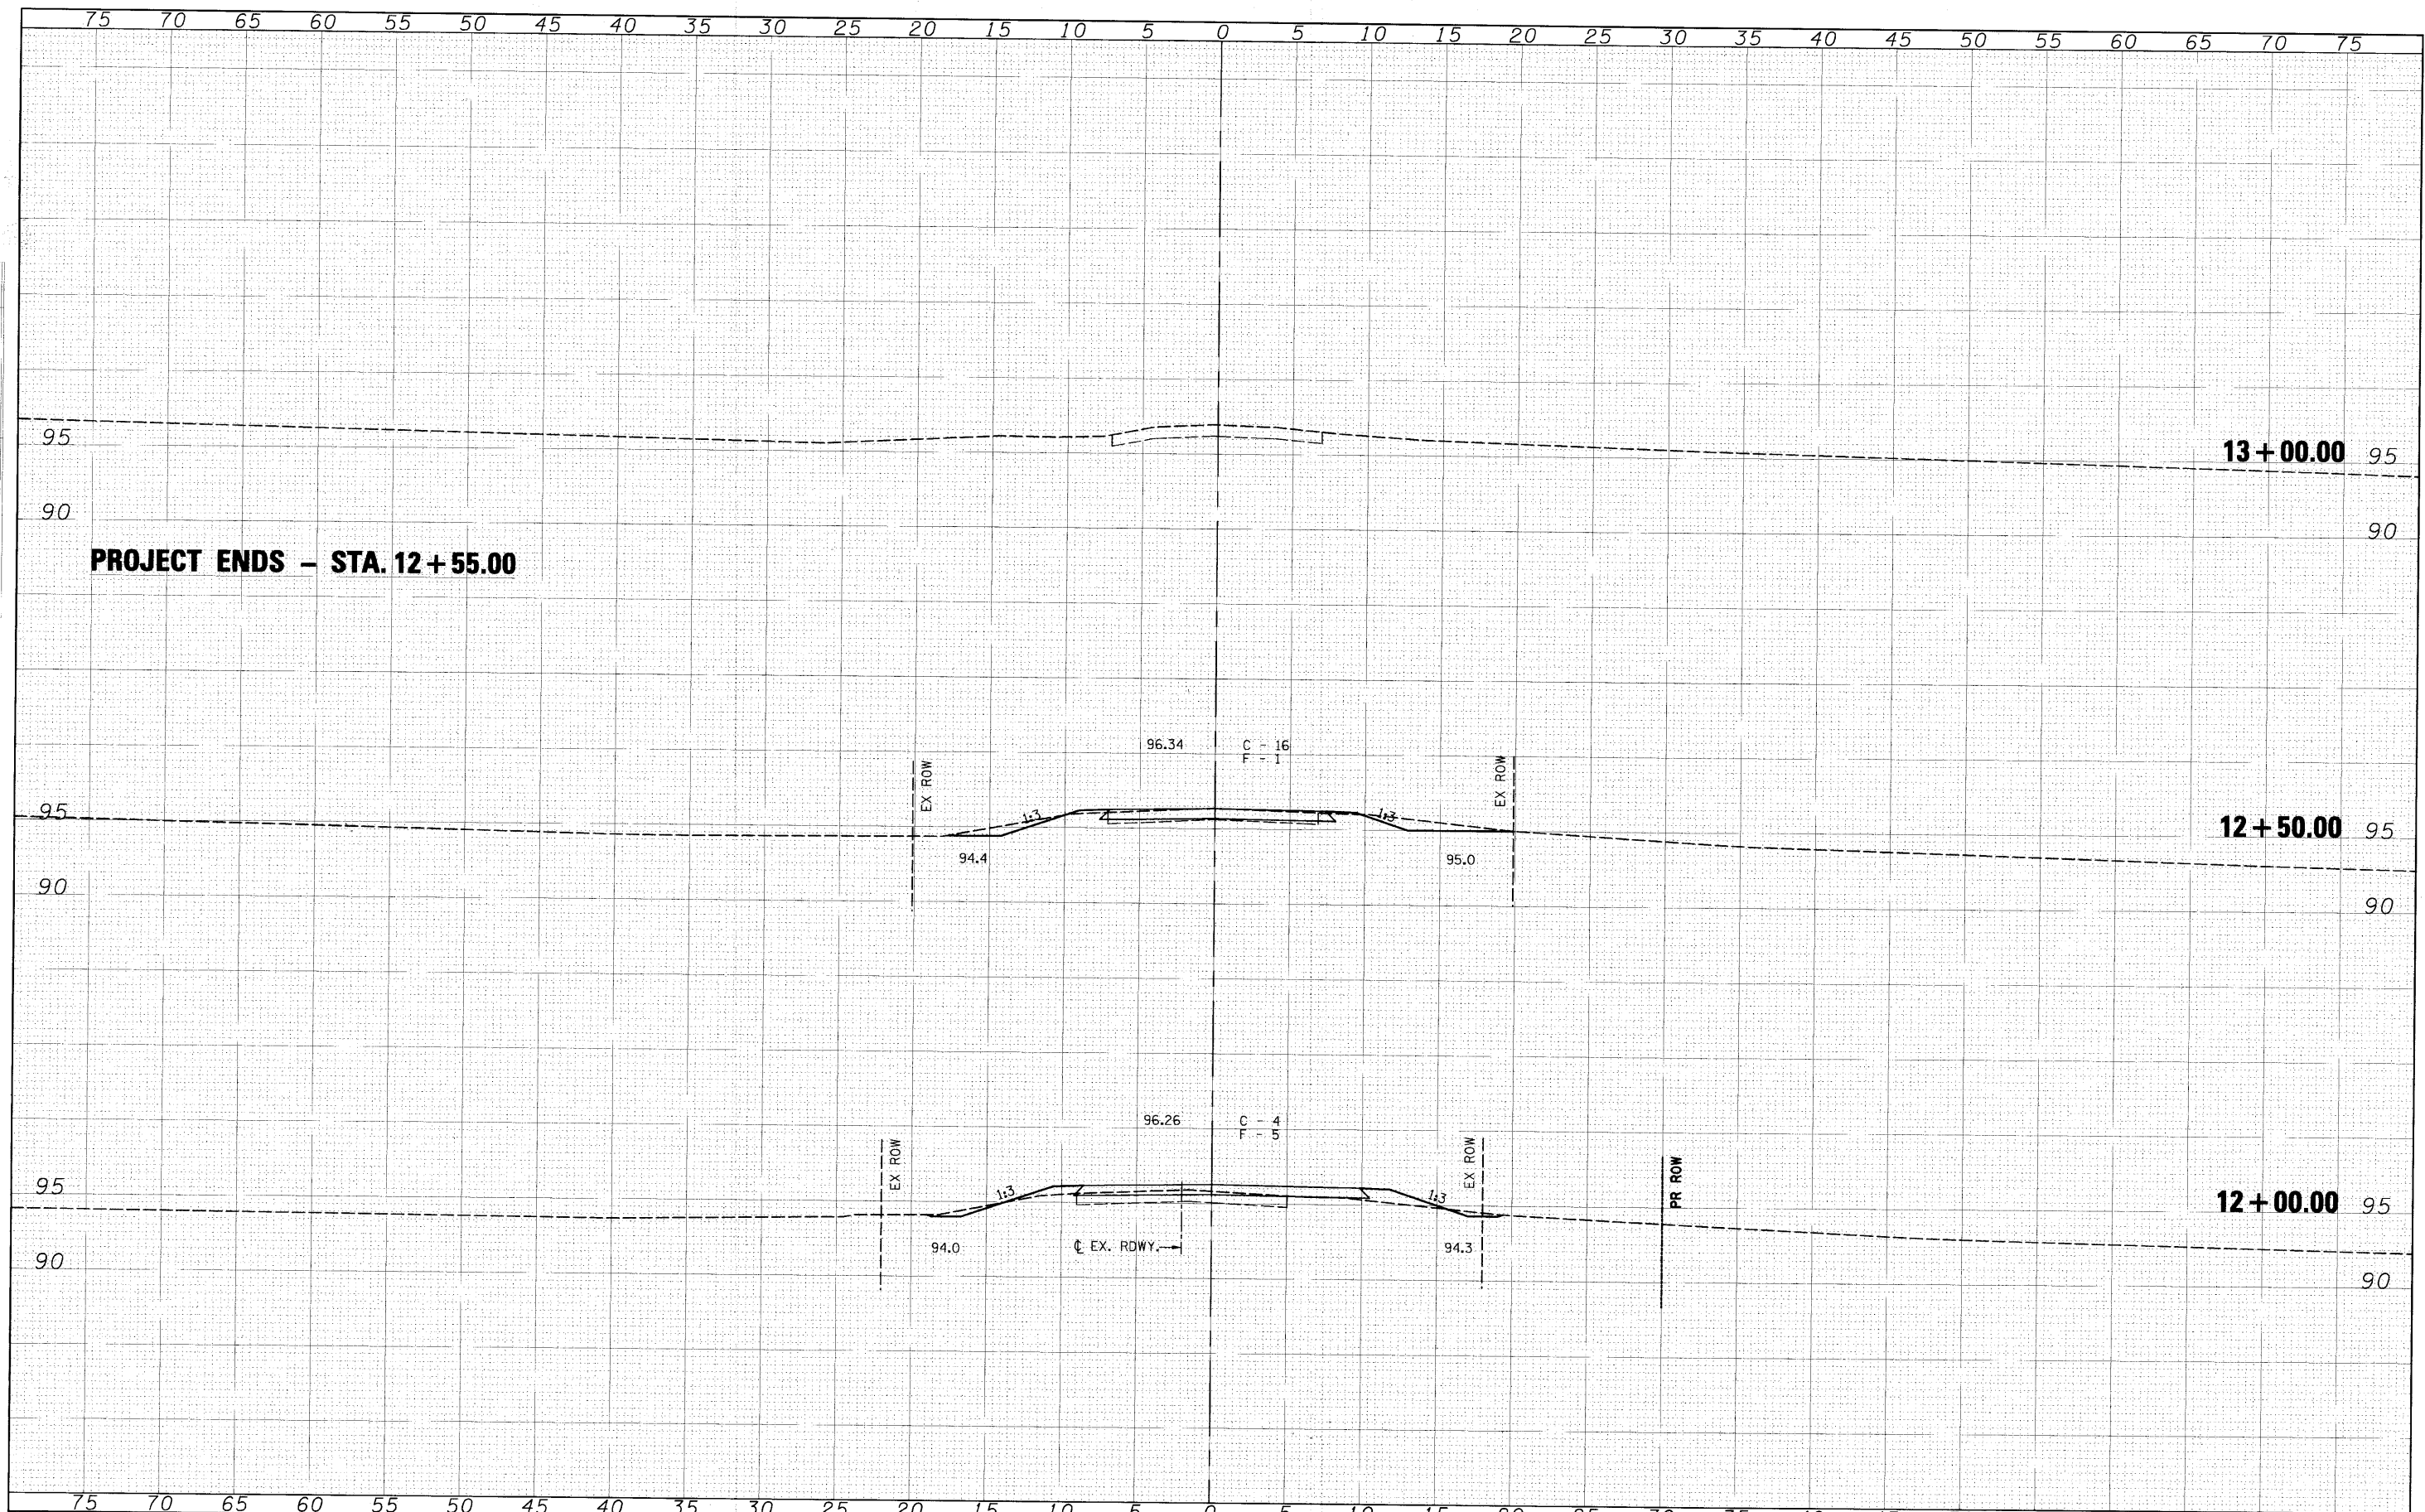 75 70 65 60 55 50 45 40 35 30 25 20 15 10 5 0 5 10 15 20 25 30 35 40 45 50 55 60 65 70 75
95 13+00.00 95
90 90
PROJECT ENDS - STA. 12+55.00
96.34 C - 16
F - 1
EX ROW EX ROW
95 1:3 1:3 12+50.00 95
94.4 95.0
90 90
96.26 C - 4
F - 5
EX ROW EX ROW PR ROW
95 1:3 1:3 12+00.00 95
94.0 ℄ EX. RDWY. 94.3
90 90
75 70 65 60 55 50 45 40 35 30 25 20 15 10 5 0 5